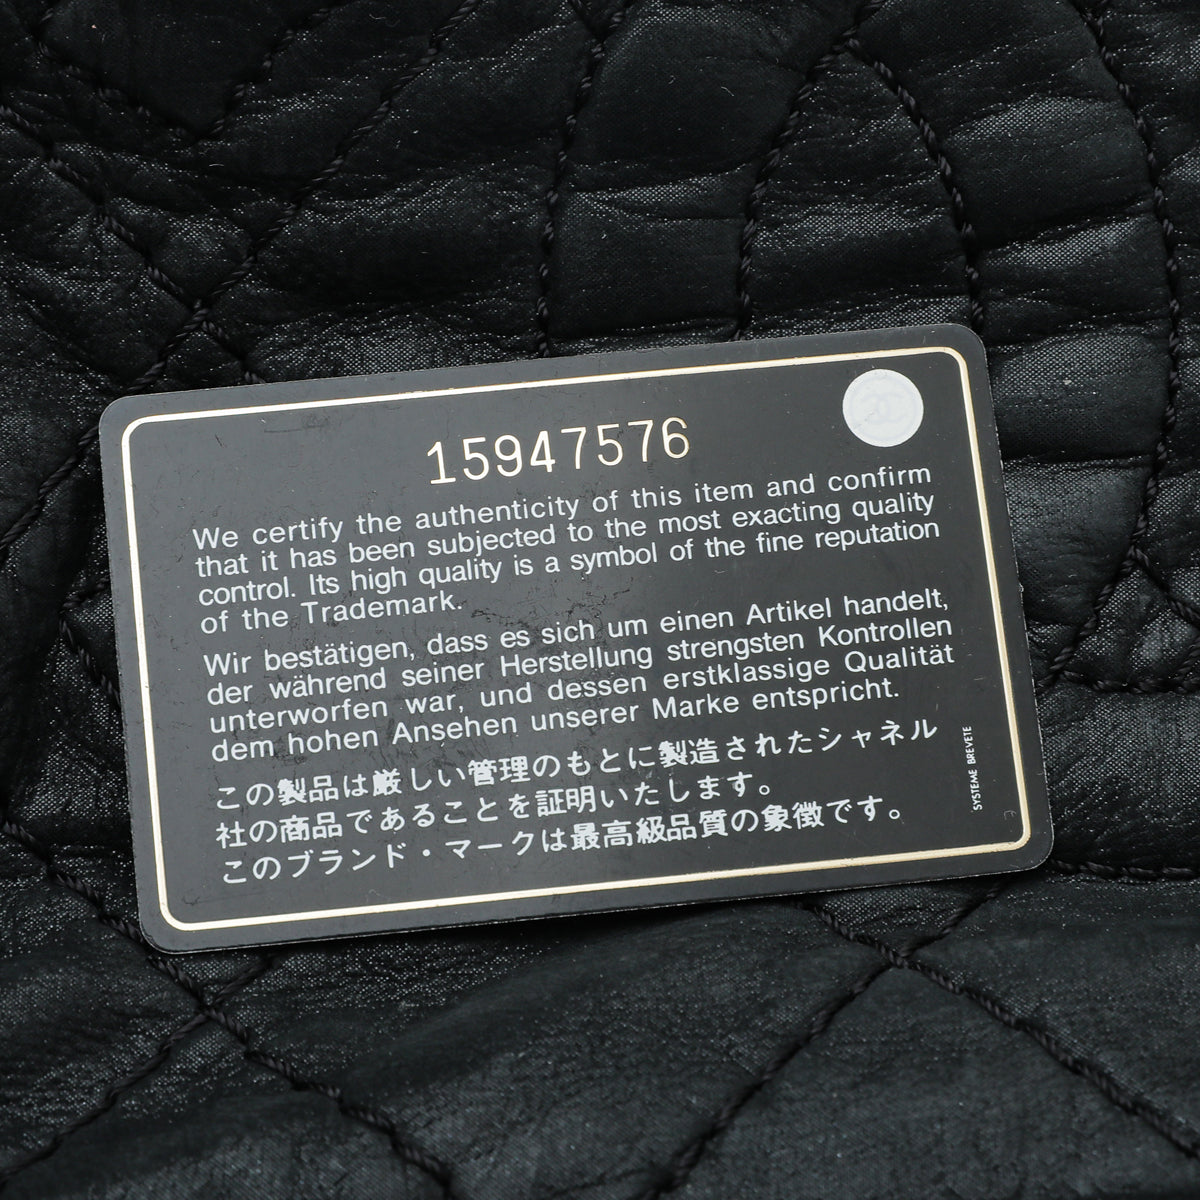 15947576
We certify the authenticity of this item and confirm
that it has been subjected to the most exacting quality
control. Its high quality is a symbol of the fine reputation
of the Trademark.
Wir bestätigen, dass es sich um einen Artikel handelt,
der während seiner Herstellung strengsten Kontrollen
unterworfen war, und dessen erstklassige Qualität
dem hohen Ansehen unserer Marke entspricht.
この製品は厳しい管理のもとに製造されたシャネル
社の商品であることを証明いたします。
このブランド・マークは最高級品質の象徴です。
SYSTEME BREVETE